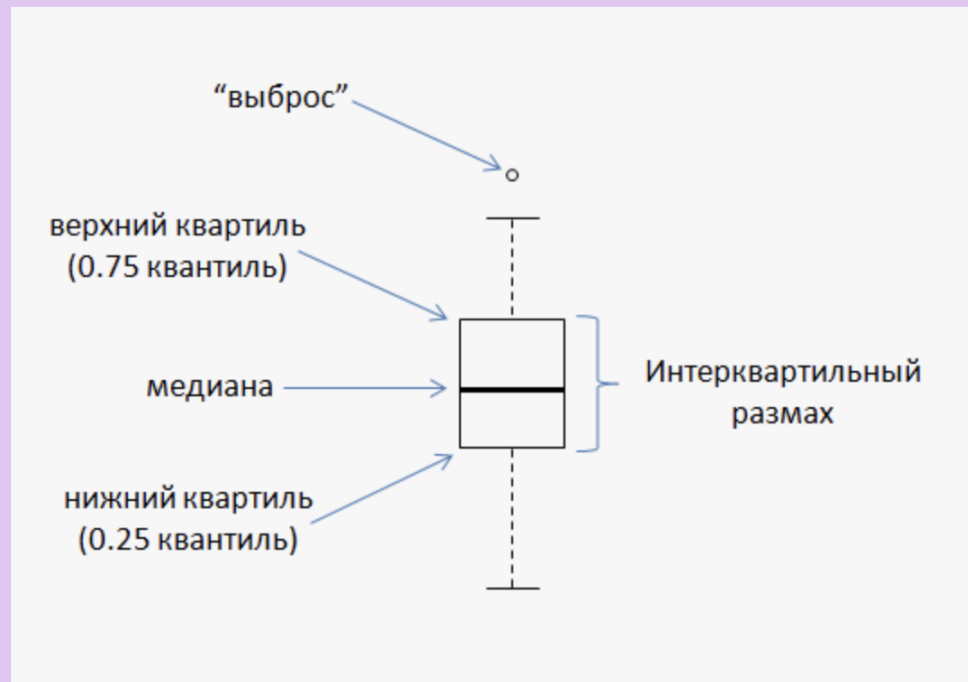 “выброс”
верхний квартиль
(0.75 квантиль)
медиана
Интерквартильный
размах
нижний квартиль
(0.25 квантиль)